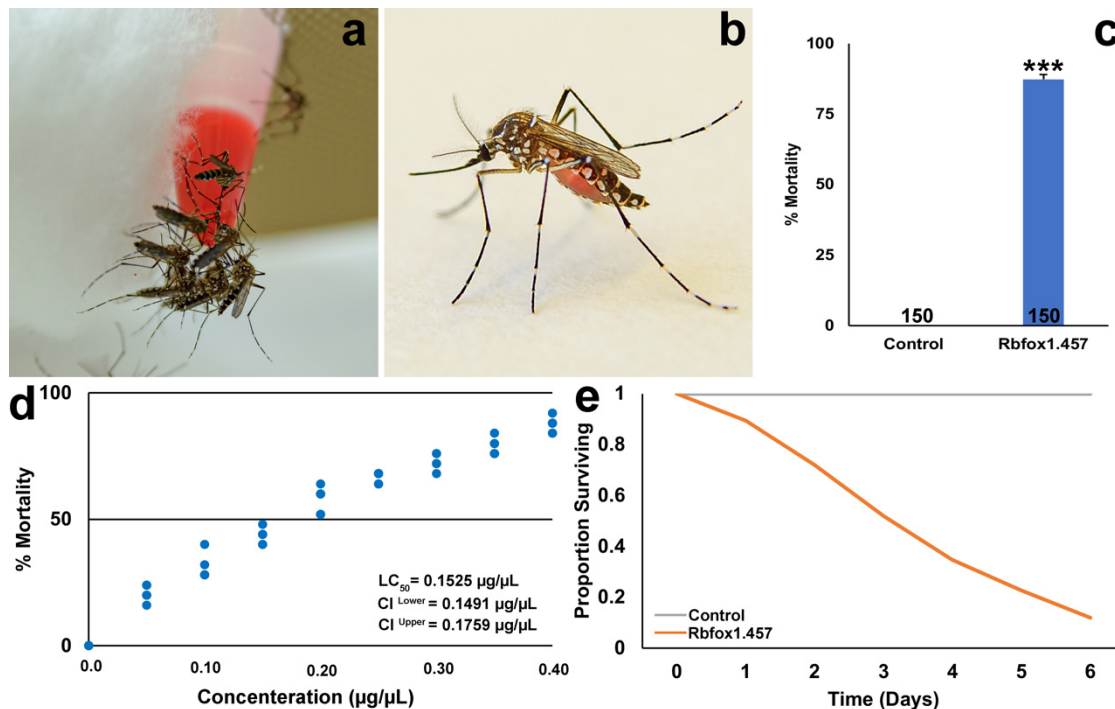 a
b
c
100
75
50
25
0
% Mortality
***
150
150
Control
Rbfox1.457
d
100
50
0
% Mortality
LC50 = 0.1525 µg/µL
CI Lower = 0.1491 µg/µL
CI Upper = 0.1759 µg/µL
0.0
0.10
0.20
0.30
0.40
Concenteration (µg/µL)
e
1
0.8
0.6
0.4
0.2
0
Proportion Surviving
Control
Rbfox1.457
0
1
2
3
4
5
6
Time (Days)